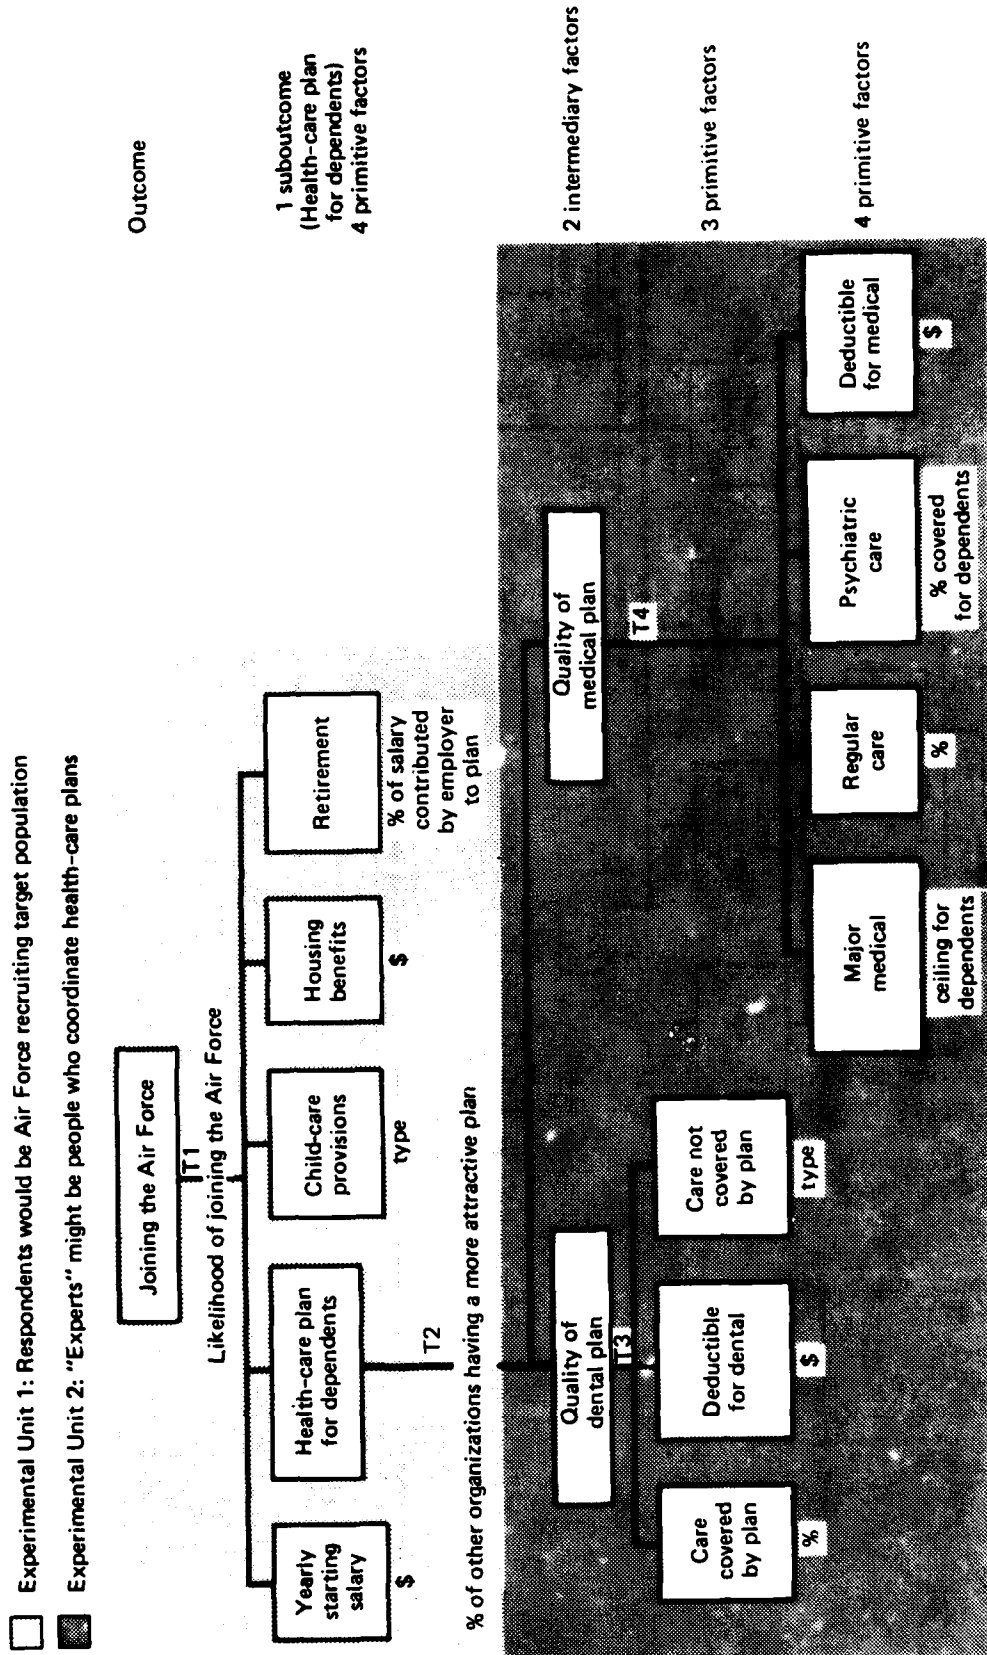 Experimental Unit 1: Respondents would be Air Force recruiting target population
Experimental Unit 2: "Experts" might be people who coordinate health-care plans
Outcome
Joining the Air Force
T1
Likelihood of joining the Air Force
1 suboutcome
(Health-care plan
for dependents)
4 primitive factors
Yearly
starting
salary
$
Health-care plan
for dependents
Child-care
provisions
type
Housing
benefits
$
Retirement
% of salary
contributed
by employer
to plan
T2
% of other organizations having a more attractive plan
2 intermediary factors
Quality of
dental plan
T3
Quality of
medical plan
T4
3 primitive factors
Care
covered
by plan
%
Deductible
for dental
$
Care not
covered
by plan
type
4 primitive factors
Major
medical
ceiling for
dependents
Regular
care
%
Psychiatric
care
% covered
for dependents
Deductible
for medical
$